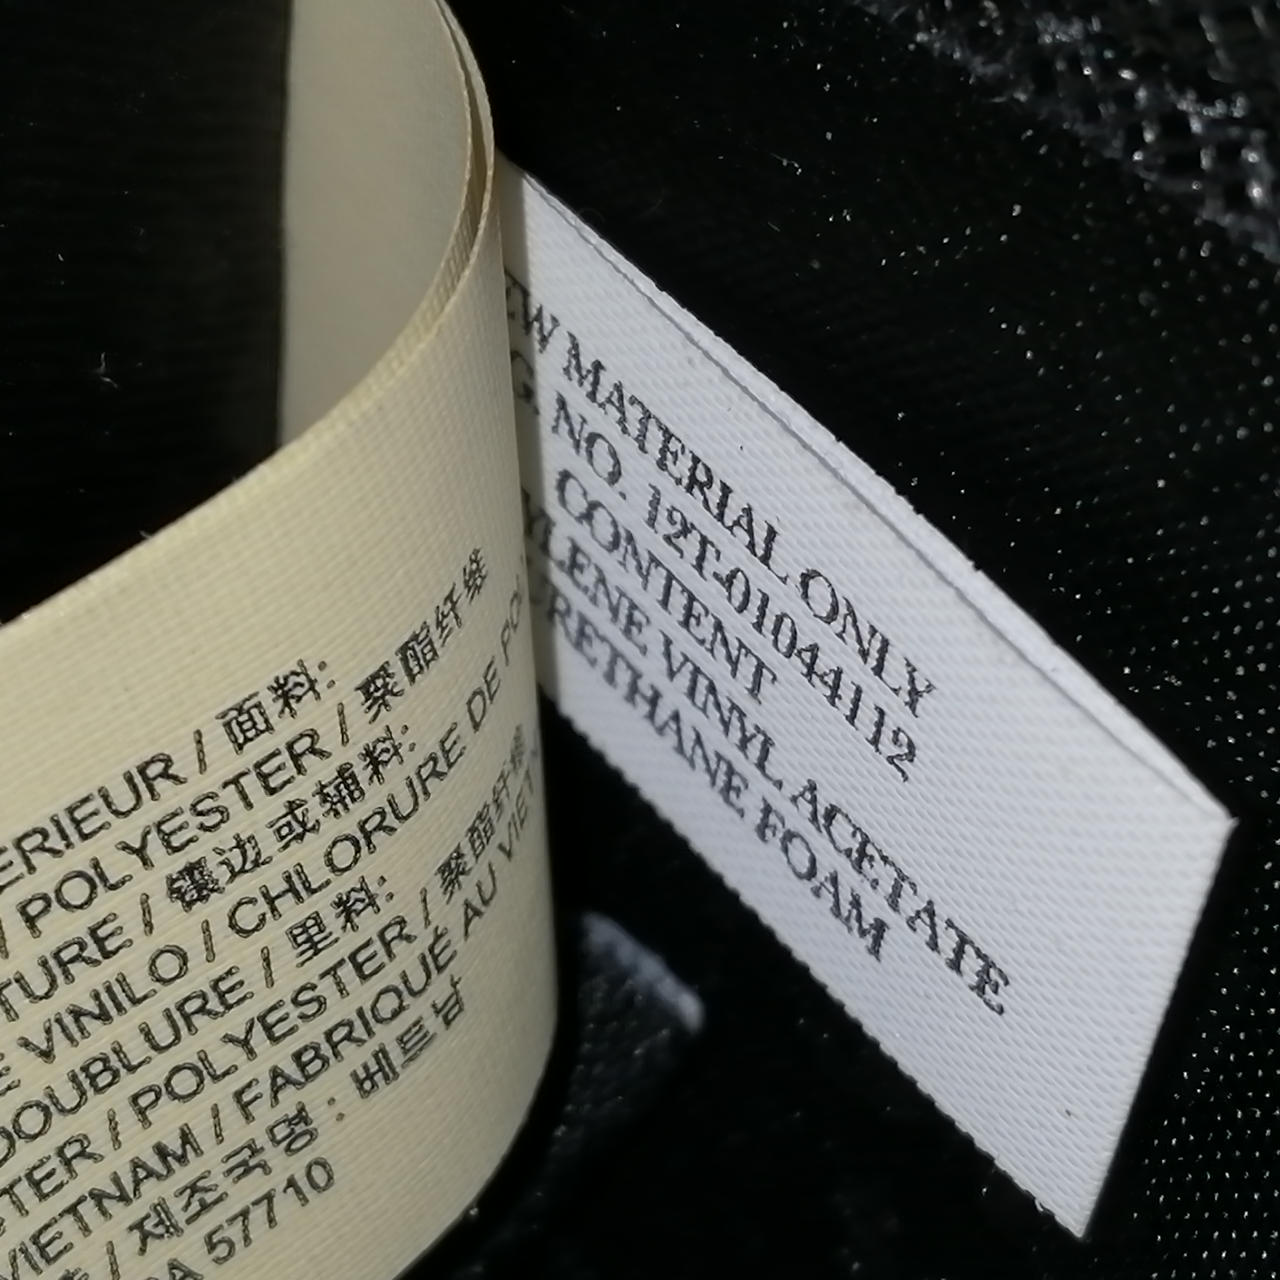 ERIEUR / 面料:
/ POLYESTER / 聚酯纤维
TURE / 镶边或辅料:
E VINILO / CHLORURE DE PO
DOUBLURE / 里料:
TER / POLYESTER / 聚酯纤维
VIETNAM / FABRIQUÉ AU VIET
/ 제조국명 : 베트남
A 57710
EW MATERIAL ONLY
G. NO. 12T-01044112
CONTENT
YLENE VINYL ACETATE
URETHANE FOAM